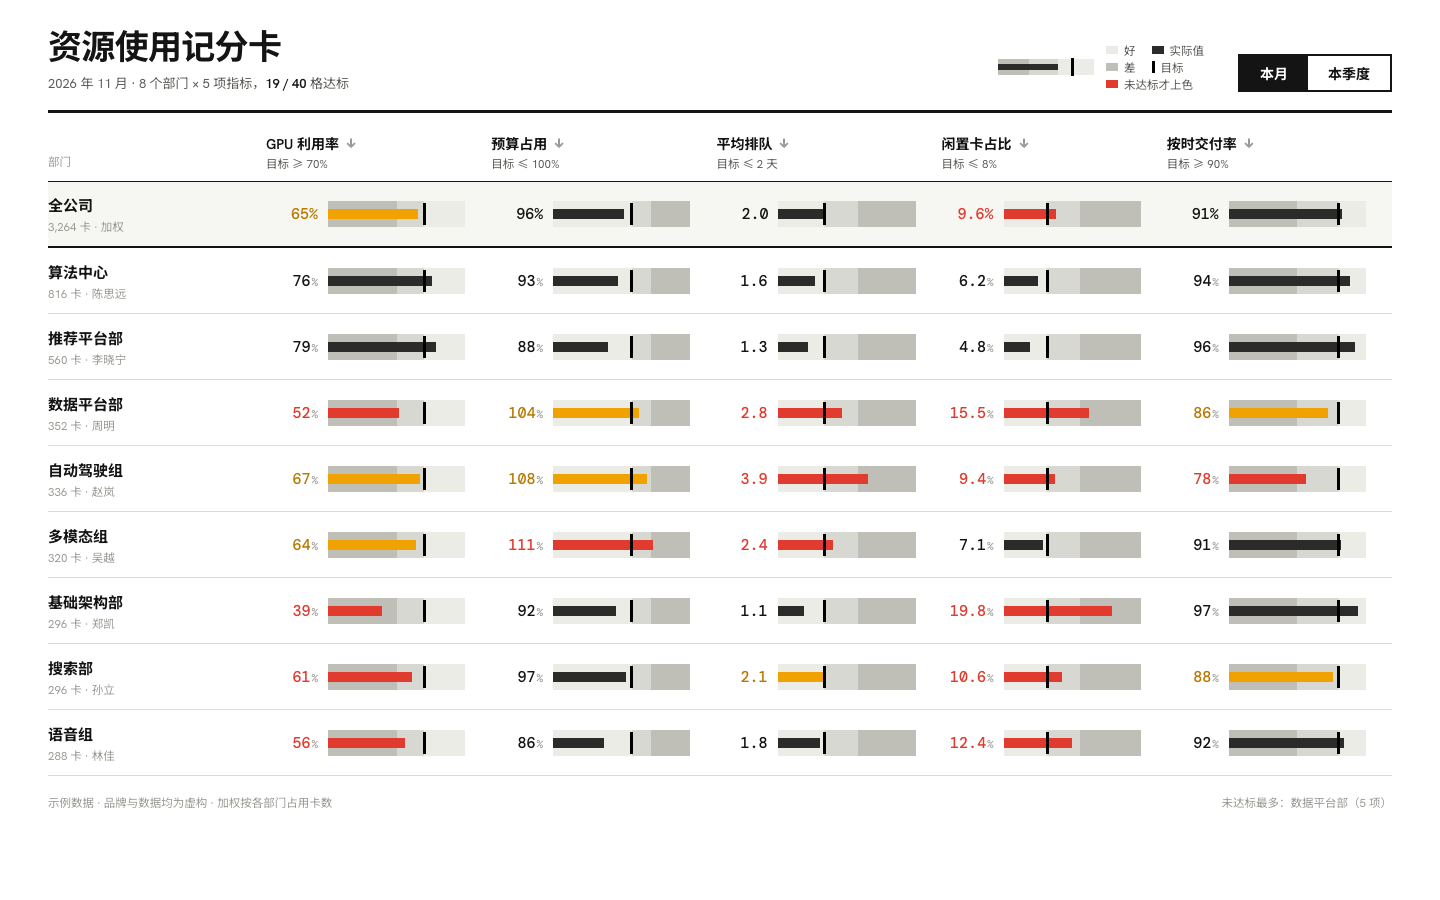 资源使用记分卡
2026 年 11 月 · 8 个部门 × 5 项指标，19 / 40 格达标
好 实际值
差 目标
未达标才上色
本月 本季度
部门
GPU 利用率 ↓ 预算占用 ↓ 平均排队 ↓ 闲置卡占比 ↓ 按时交付率 ↓
目标 ≥ 70% 目标 ≤ 100% 目标 ≤ 2 天 目标 ≤ 8% 目标 ≥ 90%
全公司
3,264 卡 · 加权
65% 96% 2.0 9.6% 91%
算法中心
816 卡 · 陈思远
76% 93% 1.6 6.2% 94%
推荐平台部
560 卡 · 李晓宁
79% 88% 1.3 4.8% 96%
数据平台部
352 卡 · 周明
52% 104% 2.8 15.5% 86%
自动驾驶组
336 卡 · 赵岚
67% 108% 3.9 9.4% 78%
多模态组
320 卡 · 吴越
64% 111% 2.4 7.1% 91%
基础架构部
296 卡 · 郑凯
39% 92% 1.1 19.8% 97%
搜索部
296 卡 · 孙立
61% 97% 2.1 10.6% 88%
语音组
288 卡 · 林佳
56% 86% 1.8 12.4% 92%
示例数据 · 品牌与数据均为虚构 · 加权按各部门占用卡数
未达标最多：数据平台部（5 项）